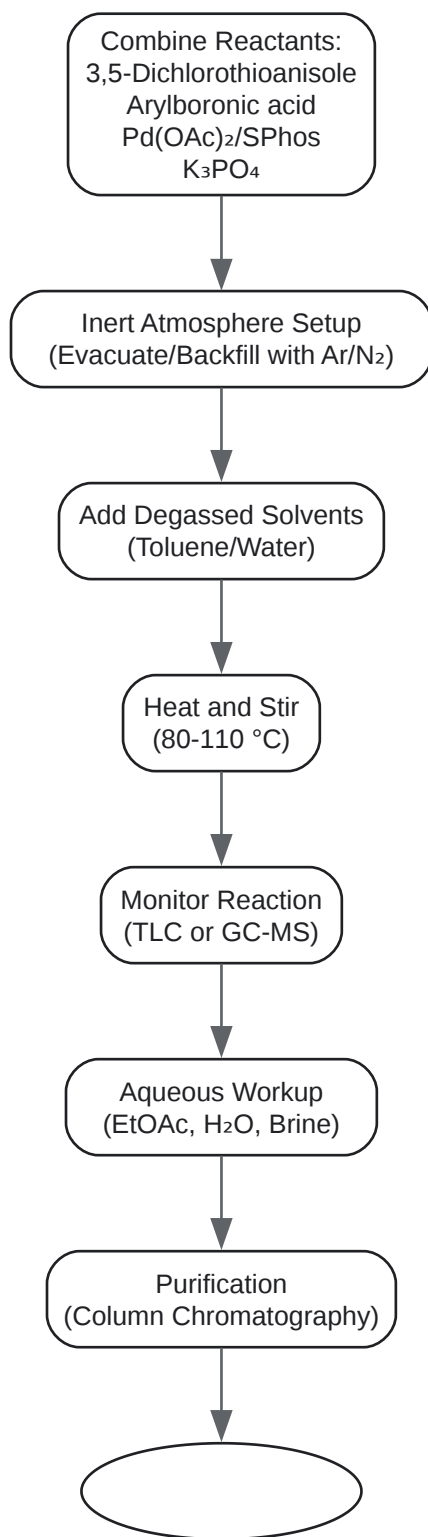 Combine Reactants:
3,5-Dichlorothioanisole
Arylboronic acid
Pd(OAc)₂/SPhos
K₃PO₄
Inert Atmosphere Setup
(Evacuate/Backfill with Ar/N₂)
Add Degassed Solvents
(Toluene/Water)
Heat and Stir
(80-110 °C)
Monitor Reaction
(TLC or GC-MS)
Aqueous Workup
(EtOAc, H₂O, Brine)
Purification
(Column Chromatography)